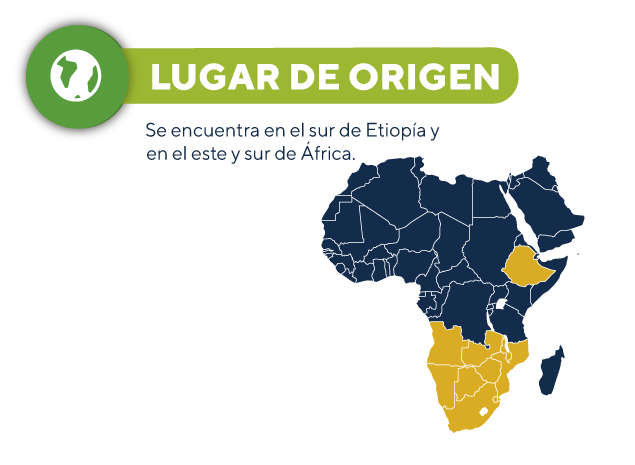 LUGAR DE ORIGEN
Se encuentra en el sur de Etiopía y
en el este y sur de África.